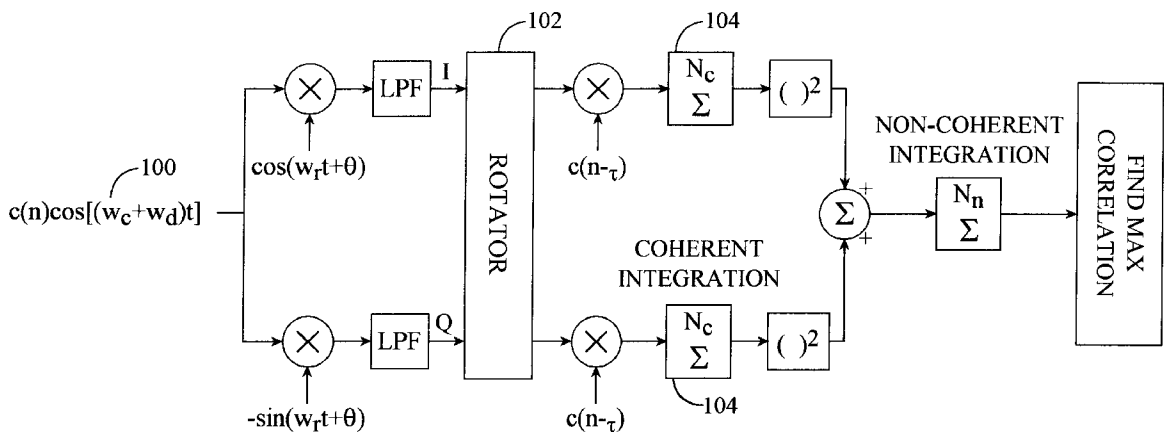 102
104
LPF
I
N_c
Σ
( )²
cos(w_rt+θ)
c(n-τ)
NON-COHERENT
INTEGRATION
100
c(n)cos[(w_c+w_d)t]
ROTATOR
+
Σ
+
N_n
Σ
FIND MAX
CORRELATION
COHERENT
INTEGRATION
LPF
Q
N_c
Σ
( )²
-sin(w_rt+θ)
c(n-τ)
104